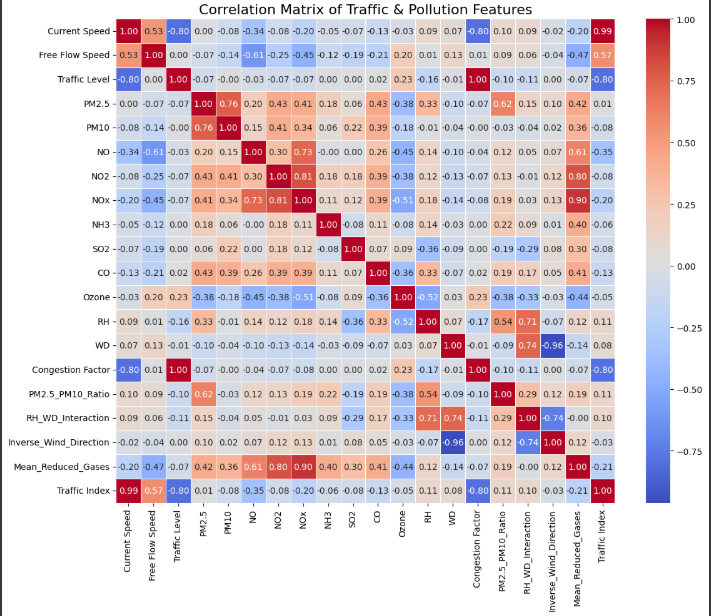 Correlation Matrix of Traffic & Pollution Features
Current Speed 1.00 0.53 -0.80 0.00 -0.08 -0.34 -0.08 -0.20 -0.05 -0.07 -0.13 -0.03 0.09 0.07 -0.80 0.10 0.09 -0.02 -0.20 0.99
Free Flow Speed 0.53 1.00 0.00 -0.07 -0.14 -0.61 -0.25 -0.45 -0.12 -0.19 -0.21 0.20 0.01 0.13 0.01 0.09 0.06 -0.04 -0.47 0.57
Traffic Level -0.80 0.00 1.00 -0.07 -0.00 -0.03 -0.07 -0.07 0.00 0.00 0.02 0.23 -0.16 -0.01 1.00 -0.10 -0.11 0.00 -0.07 -0.80
PM2.5 0.00 -0.07 -0.07 1.00 0.76 0.20 0.43 0.41 0.18 0.06 0.43 -0.38 0.33 -0.10 -0.07 0.62 0.15 0.10 0.42 0.01
PM10 -0.08 -0.14 -0.00 0.76 1.00 0.15 0.41 0.34 -0.06 0.22 0.39 -0.18 -0.01 -0.04 -0.00 -0.03 -0.04 0.02 0.36 -0.08
NO -0.34 -0.61 -0.03 0.20 0.15 1.00 0.30 0.73 -0.00 -0.00 0.26 -0.45 0.14 -0.10 -0.04 0.12 0.05 0.07 0.61 -0.35
NO2 -0.08 -0.25 -0.07 0.43 0.41 0.30 1.00 0.81 0.18 0.18 0.39 -0.38 0.12 -0.13 -0.07 0.13 -0.01 0.12 0.80 -0.08
NOx -0.20 -0.45 -0.07 0.41 0.34 0.73 0.81 1.00 0.11 0.12 0.39 -0.51 0.18 -0.14 -0.08 0.19 -0.03 0.13 0.90 -0.20
NH3 -0.05 -0.12 0.00 0.18 -0.06 -0.00 0.18 0.11 1.00 -0.08 0.11 -0.08 0.14 -0.03 -0.00 0.22 0.09 0.01 0.40 -0.06
SO2 -0.07 -0.19 0.00 0.06 0.22 -0.00 0.18 0.12 -0.08 1.00 0.07 0.09 -0.36 -0.09 0.00 -0.19 -0.29 0.08 0.30 -0.08
CO -0.13 -0.21 0.02 0.43 0.39 0.26 0.39 0.39 0.11 0.07 1.00 -0.36 0.33 -0.07 0.02 0.19 0.17 0.05 0.41 -0.13
Ozone -0.03 0.20 0.23 -0.38 -0.18 -0.45 -0.38 -0.51 -0.08 0.09 -0.36 1.00 -0.52 0.03 0.23 -0.38 -0.33 -0.03 -0.44 -0.05
RH 0.09 0.01 -0.16 0.33 -0.01 0.14 0.12 0.18 0.14 -0.36 0.33 -0.52 1.00 0.07 -0.17 0.54 0.71 -0.07 0.12 0.11
WD 0.07 0.13 -0.01 -0.10 -0.04 -0.10 -0.13 -0.14 -0.03 -0.09 -0.07 0.03 0.07 1.00 -0.01 -0.09 0.74 -0.96 -0.14 0.08
Congestion Factor -0.80 0.01 1.00 -0.07 -0.00 -0.04 -0.07 -0.08 -0.00 0.00 0.02 0.23 -0.17 -0.01 1.00 -0.10 -0.11 0.00 -0.07 -0.80
PM2.5_PM10_Ratio 0.10 0.09 -0.10 0.62 -0.03 0.12 0.13 0.19 0.22 -0.19 0.19 -0.38 0.54 -0.09 -0.10 1.00 0.29 0.12 0.19 0.11
RH_WD_Interaction 0.09 0.06 -0.11 0.15 -0.04 0.05 -0.01 -0.03 0.09 -0.29 0.17 -0.33 0.71 0.74 -0.11 0.29 1.00 -0.74 -0.00 0.10
Inverse_Wind_Direction -0.02 -0.04 0.00 0.10 0.02 0.07 0.12 0.13 0.01 0.08 0.05 -0.03 -0.07 -0.96 0.00 0.12 -0.74 1.00 0.12 -0.03
Mean_Reduced_Gases -0.20 -0.47 -0.07 0.42 0.36 0.61 0.80 0.90 0.40 0.30 0.41 -0.44 0.12 -0.14 -0.07 0.19 -0.00 0.12 1.00 -0.21
Traffic Index 0.99 0.57 -0.80 0.01 -0.08 -0.35 -0.08 -0.20 -0.06 -0.08 -0.13 -0.05 0.11 0.08 -0.80 0.11 0.10 -0.03 -0.21 1.00
Current Speed
Free Flow Speed
Traffic Level
PM2.5
PM10
NO
NO2
NOx
NH3
SO2
CO
Ozone
RH
WD
Congestion Factor
PM2.5_PM10_Ratio
RH_WD_Interaction
Inverse_Wind_Direction
Mean_Reduced_Gases
Traffic Index
1.00
0.75
0.50
0.25
0.00
−0.25
−0.50
−0.75